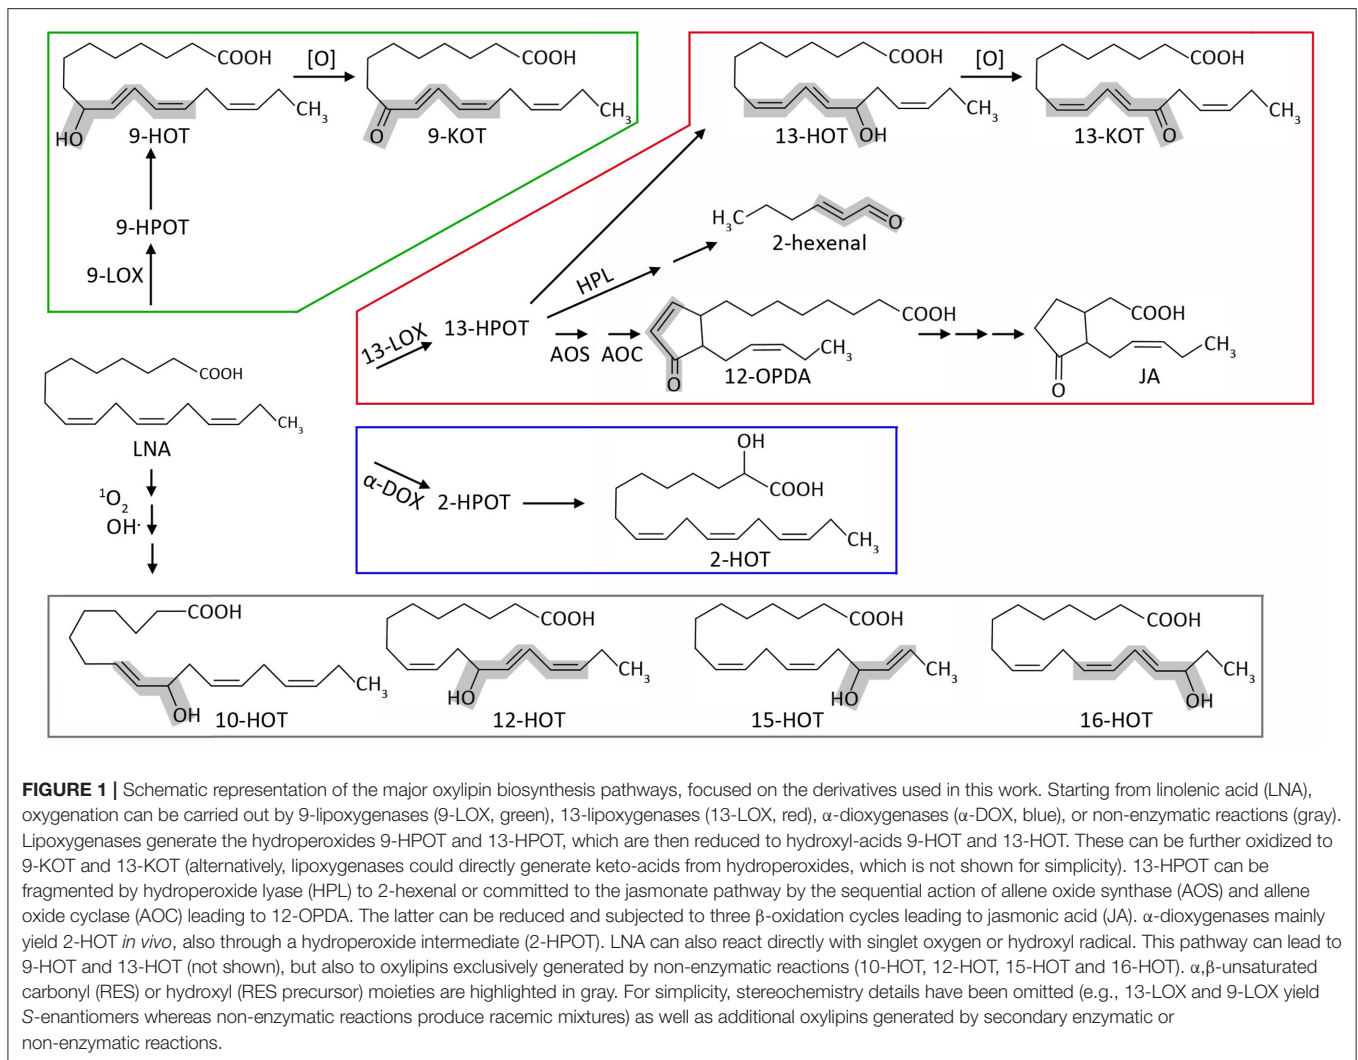 COOH
[O]
COOH
CH3
CH3
HO
9-HOT
O
9-KOT
9-HPOT
9-LOX
COOH
[O]
COOH
CH3
CH3
13-HOT
OH
13-KOT
O
H3C
O
2-hexenal
HPL
13-LOX
13-HPOT
AOS
AOC
COOH
CH3
O
12-OPDA
COOH
CH3
O
JA
COOH
CH3
LNA
1O2
OH·
α-DOX
2-HPOT
OH
COOH
CH3
2-HOT
COOH
CH3
OH
10-HOT
COOH
CH3
HO
12-HOT
COOH
CH3
HO
15-HOT
COOH
CH3
OH
16-HOT
FIGURE 1 | Schematic representation of the major oxylipin biosynthesis pathways, focused on the derivatives used in this work. Starting from linolenic acid (LNA),
oxygenation can be carried out by 9-lipoxygenases (9-LOX, green), 13-lipoxygenases (13-LOX, red), α-dioxygenases (α-DOX, blue), or non-enzymatic reactions (gray).
Lipoxygenases generate the hydroperoxides 9-HPOT and 13-HPOT, which are then reduced to hydroxyl-acids 9-HOT and 13-HOT. These can be further oxidized to
9-KOT and 13-KOT (alternatively, lipoxygenases could directly generate keto-acids from hydroperoxides, which is not shown for simplicity). 13-HPOT can be
fragmented by hydroperoxide lyase (HPL) to 2-hexenal or committed to the jasmonate pathway by the sequential action of allene oxide synthase (AOS) and allene
oxide cyclase (AOC) leading to 12-OPDA. The latter can be reduced and subjected to three β-oxidation cycles leading to jasmonic acid (JA). α-dioxygenases mainly
yield 2-HOT in vivo, also through a hydroperoxide intermediate (2-HPOT). LNA can also react directly with singlet oxygen or hydroxyl radical. This pathway can lead to
9-HOT and 13-HOT (not shown), but also to oxylipins exclusively generated by non-enzymatic reactions (10-HOT, 12-HOT, 15-HOT and 16-HOT). α,β-unsaturated
carbonyl (RES) or hydroxyl (RES precursor) moieties are highlighted in gray. For simplicity, stereochemistry details have been omitted (e.g., 13-LOX and 9-LOX yield
S-enantiomers whereas non-enzymatic reactions produce racemic mixtures) as well as additional oxylipins generated by secondary enzymatic or
non-enzymatic reactions.